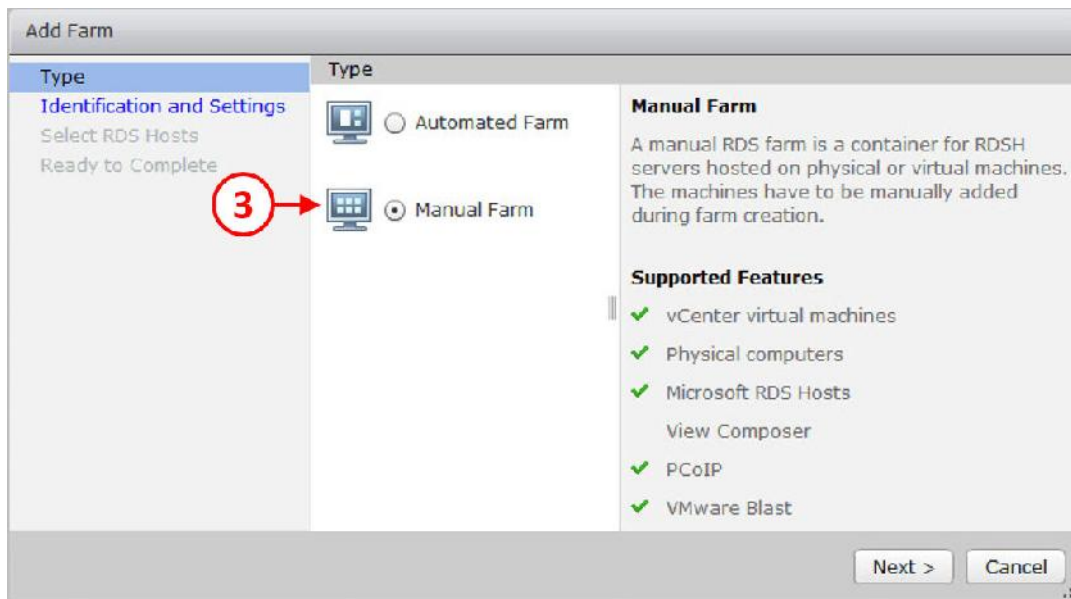 Add Farm
Type
Identification and Settings
Select RDS Hosts
Ready to Complete
Type
Automated Farm
3
Manual Farm
Manual Farm
A manual RDS farm is a container for RDSH
servers hosted on physical or virtual machines.
The machines have to be manually added
during farm creation.
Supported Features
vCenter virtual machines
Physical computers
Microsoft RDS Hosts
View Composer
PCoIP
VMware Blast
Next >
Cancel